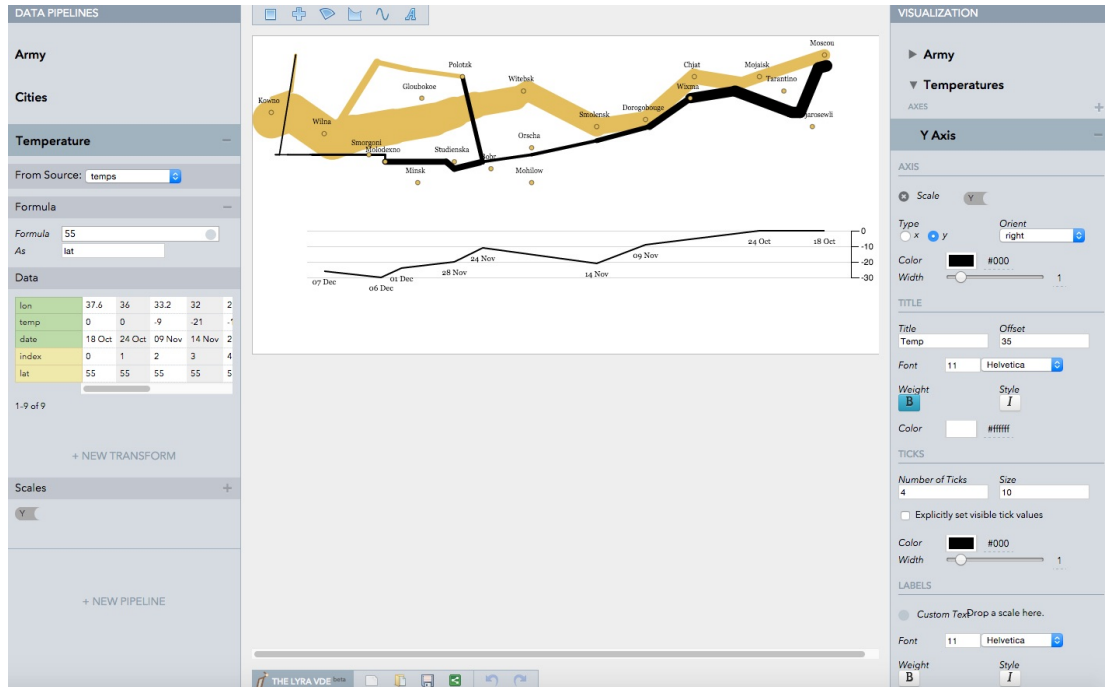 DATA PIPELINES
Army
Cities
Temperature
From Source: temps
Formula
Formula 55
As lat
Data
lon 37.6 36 33.2 32 2
temp 0 0 -9 -21
date 18 Oct 24 Oct 09 Nov 14 Nov 2
index 0 1 2 3 4
lat 55 55 55 55 5
1-9 of 9
+ NEW TRANSFORM
Scales +
Y
+ NEW PIPELINE
Moscou
Polotzk
Chjat
Mojaisk
Gloubokoe
Witebsk
Tarantino
Wixma
Kowno
Wilna
Smolensk
Dorogobouge
Orscha
Smorgoni
Molodexno
Studienska
Minsk
Mohilow
0
-10
-20
-30
24 Oct
18 Oct
09 Nov
24 Nov
28 Nov
14 Nov
01 Dec
07 Dec
06 Dec
THE LYRA VDE beta
VISUALIZATION
Army
Temperatures
AXES +
Y Axis
AXIS
Scale Y
Type Orient
x y right
Color #000
Width 1
TITLE
Title Offset
Temp 35
Font 11 Helvetica
Weight Style
B I
Color #ffffff
TICKS
Number of Ticks Size
4 10
Explicitly set visible tick values
Color #000
Width 1
LABELS
Custom Text Drop a scale here.
Font 11 Helvetica
Weight Style
B I